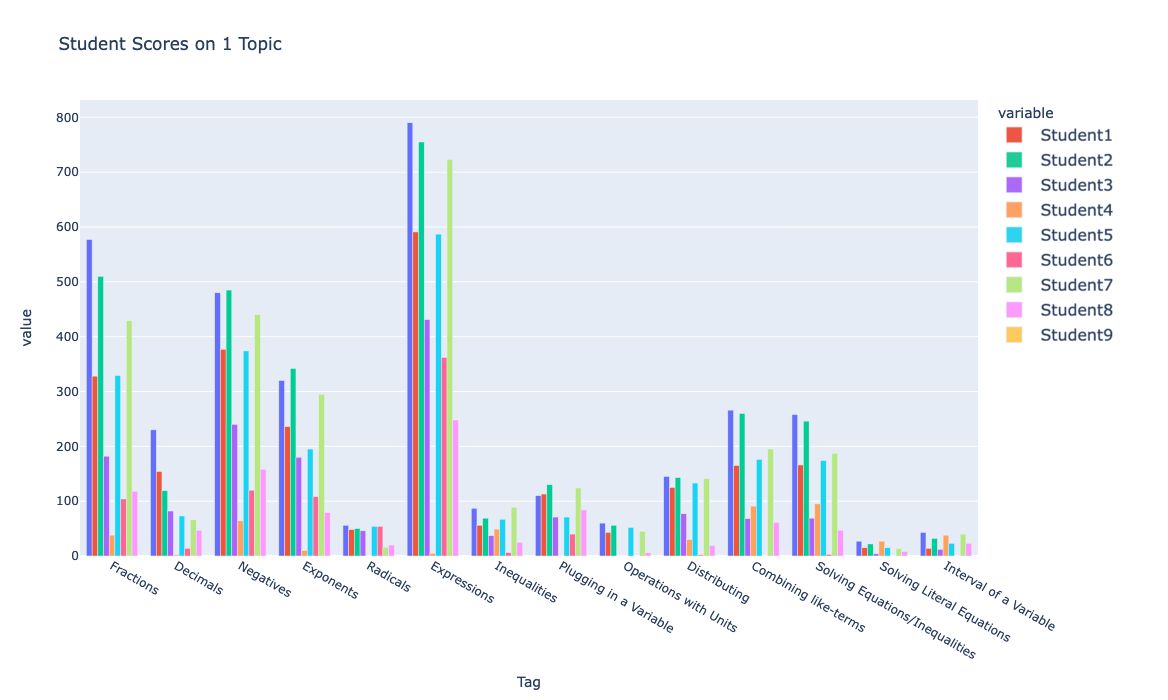 Student Scores on 1 Topic
variable
Student1
Student2
Student3
Student4
Student5
Student6
Student7
Student8
Student9
value
800
700
600
500
400
300
200
100
0
Fractions
Decimals
Negatives
Exponents
Radicals
Expressions
Inequalities
Plugging in a Variable
Operations with Units
Distributing
Combining like-terms
Solving Equations/Inequalities
Solving Literal Equations
Interval of a Variable
Tag